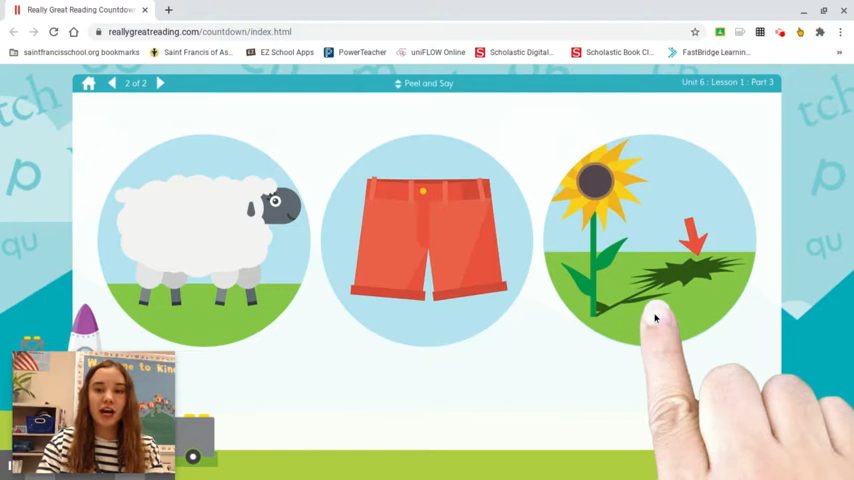 Really Great Reading Countdown
reallygreatreading.com/countdown/index.html
saintfrancisschool.org bookmarks
Saint Francis of As...
EZ School Apps
PowerTeacher
uniFLOW Online
Scholastic Digital...
Scholastic Book Cl...
FastBridge Learnin...
2 of 2
Peel and Say
Unit 6 : Lesson 1 : Part 3
tch
tch
qu
qu